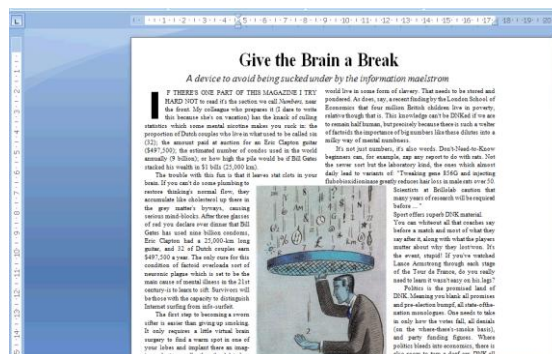 Give the Brain a Break
A device to avoid being sucked under by the information maelstrom
IF THERE'S ONE PART OF THIS MAGAZINE I TRY
HARD NOT to read it's the section we call Numbers, near
the front. My colleague who prepares it (I dare to write
this because she's on vacation) has the knack of culling
statistics which some mental nicotine makes you suck in: the
proportion of Dutch couples who live in what used to be called sin
(32); the amount paid at auction for an Eric Clapton guitar
($497,500); the estimated number of condoms used in the world
annually (9 billion); or how high the pile would be if Bill Gates
stacked his wealth in $1 bills (25,000 km).
The trouble with this fun is that it leaves stat clots in your
brain. If you can't do some plumbing to
restore thinking's normal flow, they
accumulate like cholesterol up there in
the grey matter's byways, causing
serious mind-blocks. After three glasses
of red you declare over dinner that Bill
Gates has used nine billion condoms,
Eric Clapton had a 25,000-km long
guitar, and 32 of Dutch couples earn
$497,500 a year. The only cure for this
condition of factoid overload a sort of
neuronic plague which is set to be the
main cause of mental illness in the 21st
century-is to learn to sift. Survivors will
be those with the capacity to distinguish
Internet surfing from info-surfeit.
The first step to becoming a sworn
sifter is easier than giving up smoking.
It only requires a little virtual brain
surgery to find a warm spot in one of
your lobes and implant there an imag-
world live in some form of slavery. That needs to be stored and
pondered. As does, say, a recent finding by the London School of
Economics that four million British children live in poverty,
relative though that is. This knowledge can't be DNKed if we are
to remain half human, but precisely because there is such a welter
of factoids the importance of big numbers like these dilutes into a
milky way of mental numbness.
It's not just numbers, it's also words. Don't-Need-to-Know
beginners can, for example, zap any report to do with rats. Not
the sewer sort but the laboratory kind, the ones which almost
daily lead to variants of: "Tweaking gene B56G and injecting
greatly reduces hair loss in male rats over 50.
Scientists at Brillolab caution that
many years of research will be required
before ..."
Sport offers superb DNK material.
You can whiteout all that coaches say
before a match and most of what they
say after it, along with what the players
mutter about why they lost/won. It's
the event, stupid! If you've watched
Lance Armstrong through each stage
of the Tour de France, do you really
need to learn it wasn't easy on his legs?
Politics is the promised land of
DNK. Meaning you blank all promises
and pre-election bumpf, all state-of-the-
nation monologues. One needs to take
in only how the votes fall, all denials
(on the where-there's-smoke basis),
and party funding figures. Where
politics bleeds into economics, there is